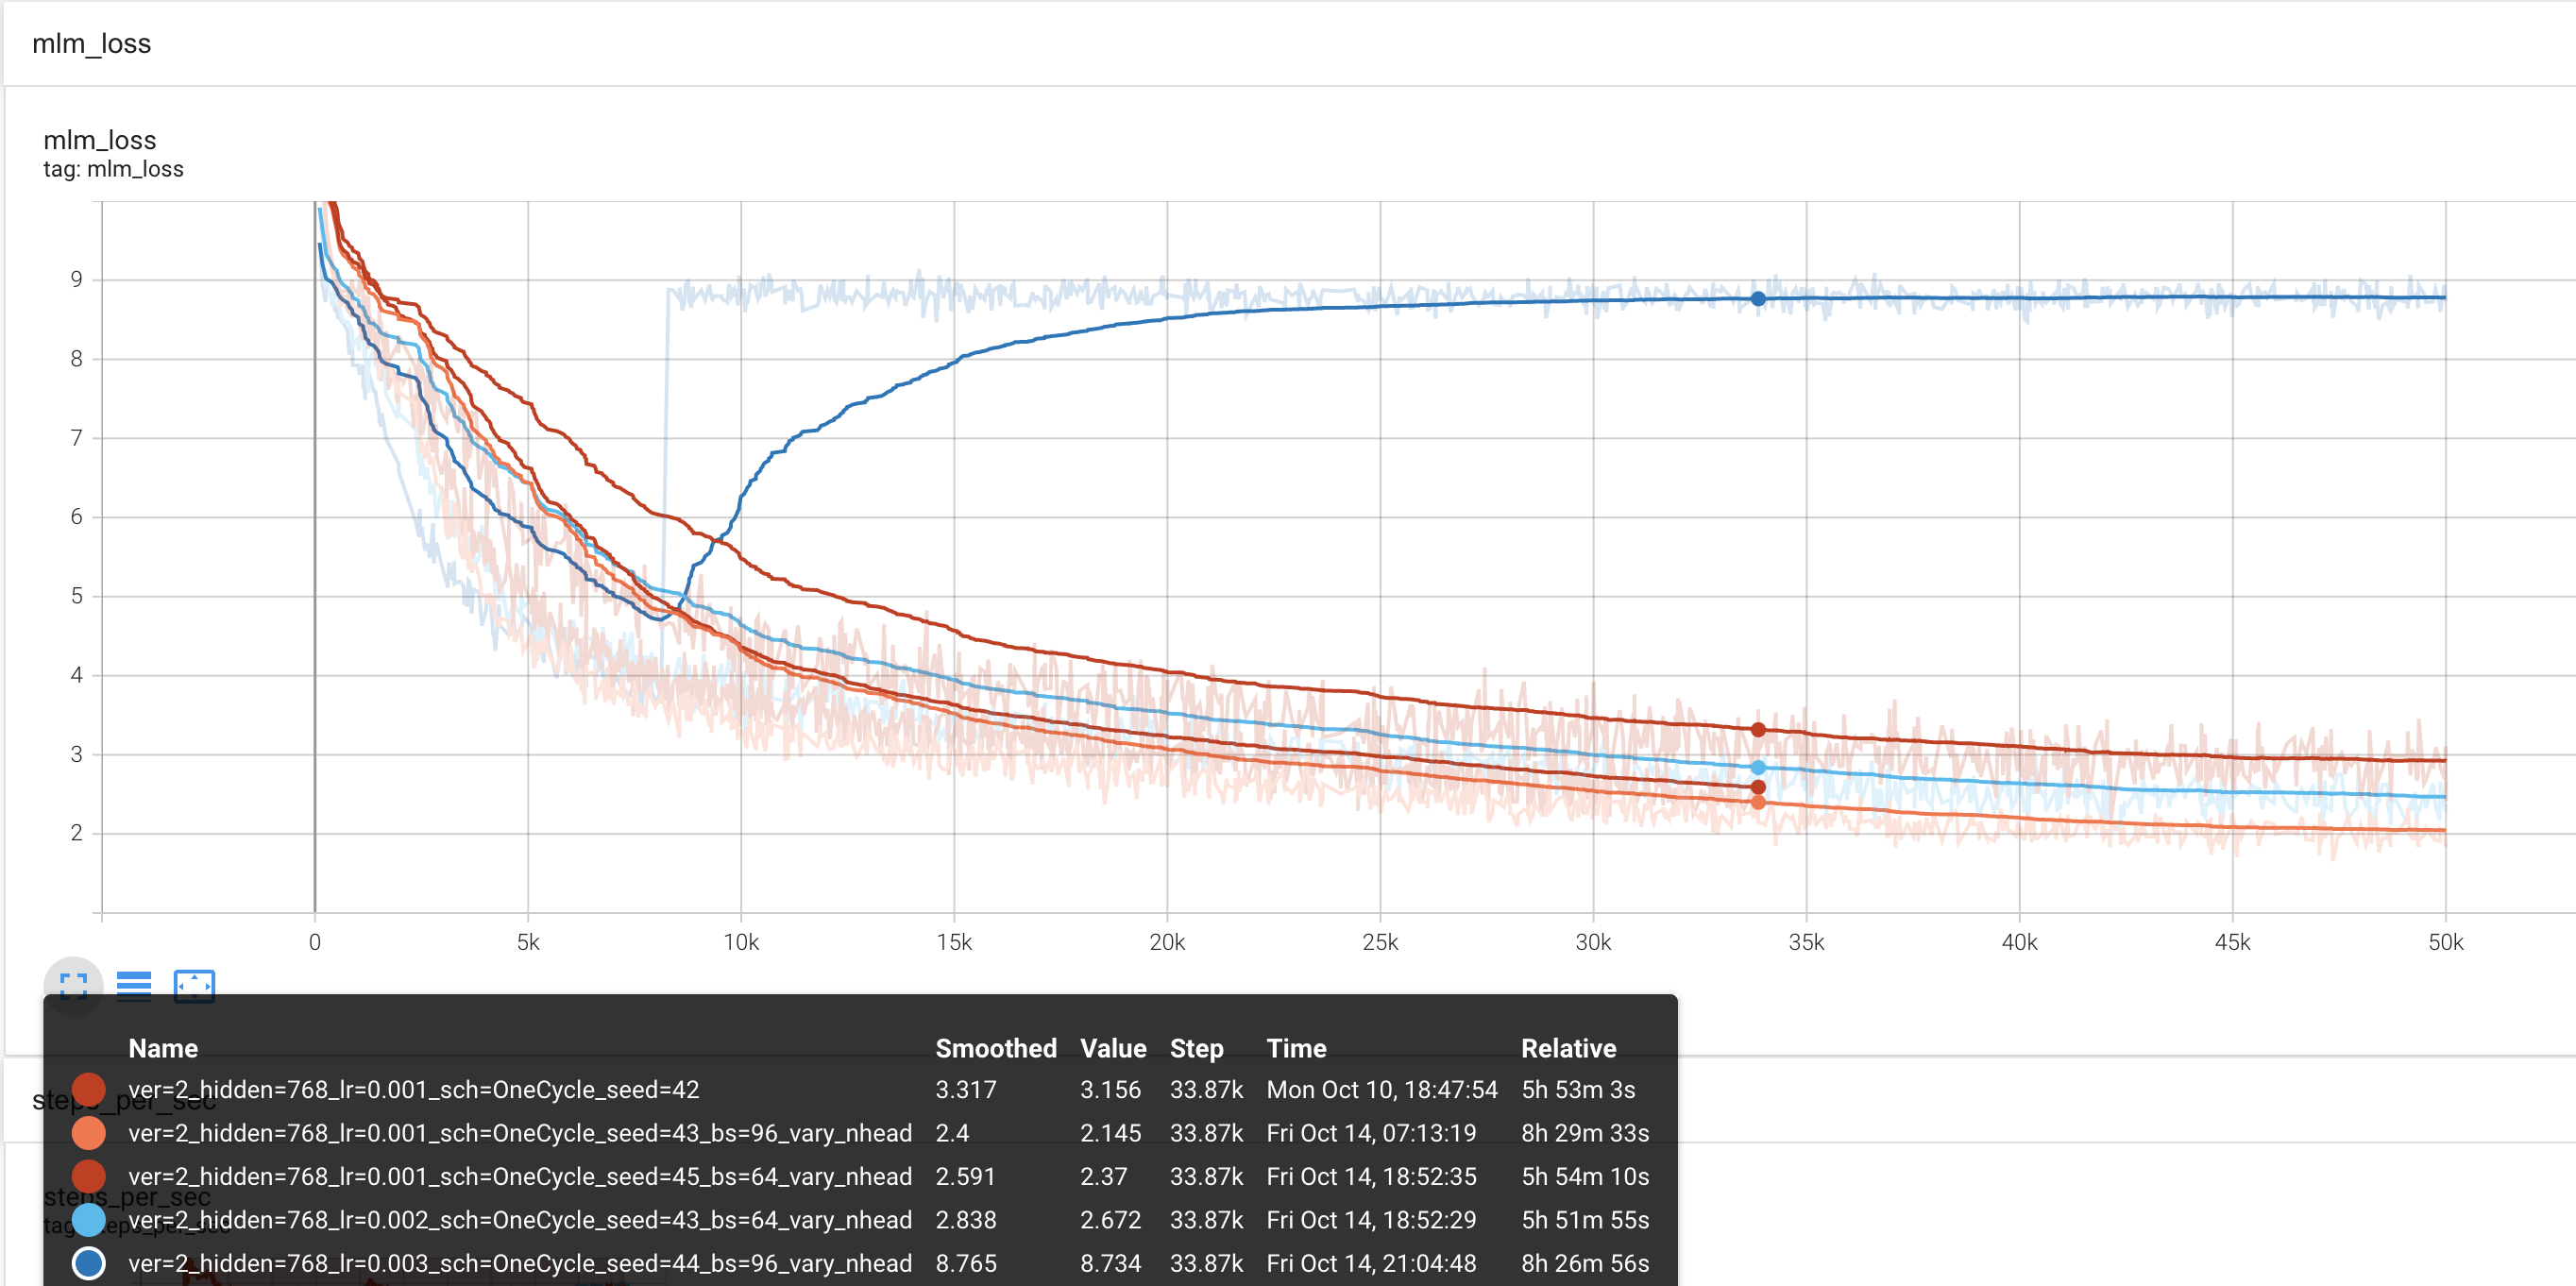 mlm_loss
mlm_loss
tag: mlm_loss
9
8
7
6
5
4
3
2
0 5k 10k 15k 20k 25k 30k 35k 40k 45k 50k
Name Smoothed Value Step Time Relative
ver=2_hidden=768_lr=0.001_sch=OneCycle_seed=42 3.317 3.156 33.87k Mon Oct 10, 18:47:54 5h 53m 3s
steps_per_sec
ver=2_hidden=768_lr=0.001_sch=OneCycle_seed=43_bs=96_vary_nhead 2.4 2.145 33.87k Fri Oct 14, 07:13:19 8h 29m 33s
ver=2_hidden=768_lr=0.001_sch=OneCycle_seed=45_bs=64_vary_nhead 2.591 2.37 33.87k Fri Oct 14, 18:52:35 5h 54m 10s
steps_per_sec
ver=2_hidden=768_lr=0.002_sch=OneCycle_seed=43_bs=64_vary_nhead 2.838 2.672 33.87k Fri Oct 14, 18:52:29 5h 51m 55s
tag: steps_per_sec
ver=2_hidden=768_lr=0.003_sch=OneCycle_seed=44_bs=96_vary_nhead 8.765 8.734 33.87k Fri Oct 14, 21:04:48 8h 26m 56s